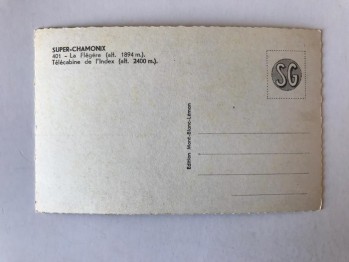 SUPER-CHAMONIX
401 - La Flégère (alt. 1894 m.),
Télécabine de l'Index (alt. 2400 m.),
SG
Edition Mont-Blanc-Léman